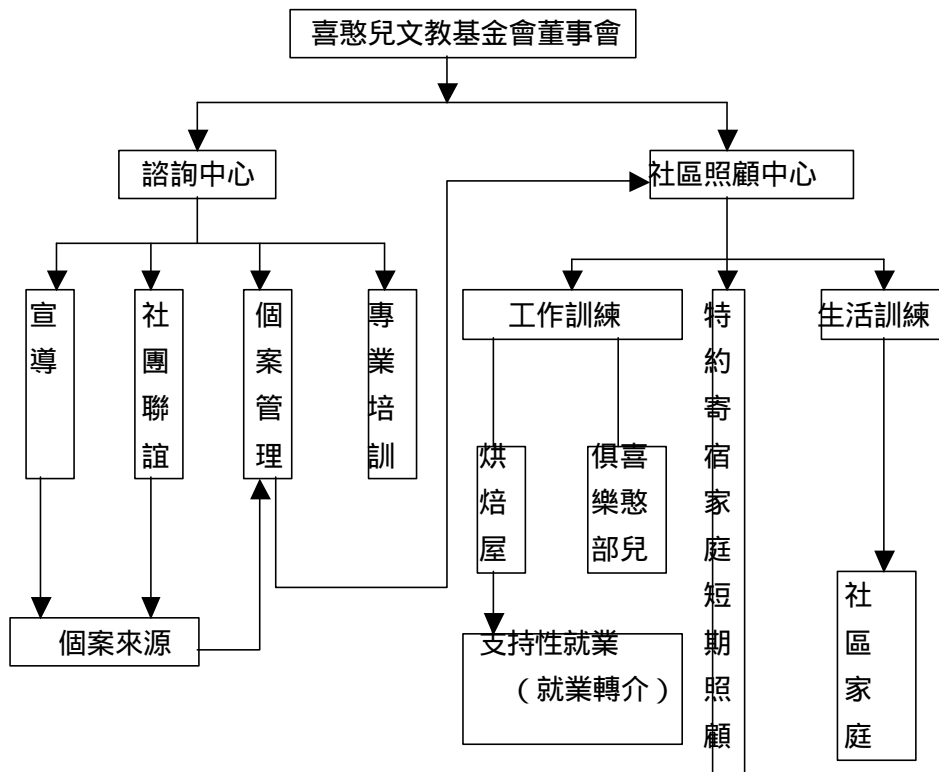 喜憨兒文教基金會董事會
諮詢中心
社區照顧中心
宣導
社團聯誼
個案管理
專業培訓
工作訓練
特約寄宿家庭短期照顧
生活訓練
烘焙屋
喜憨兒
俱樂部
社區家庭
個案來源
支持性就業
（就業轉介）